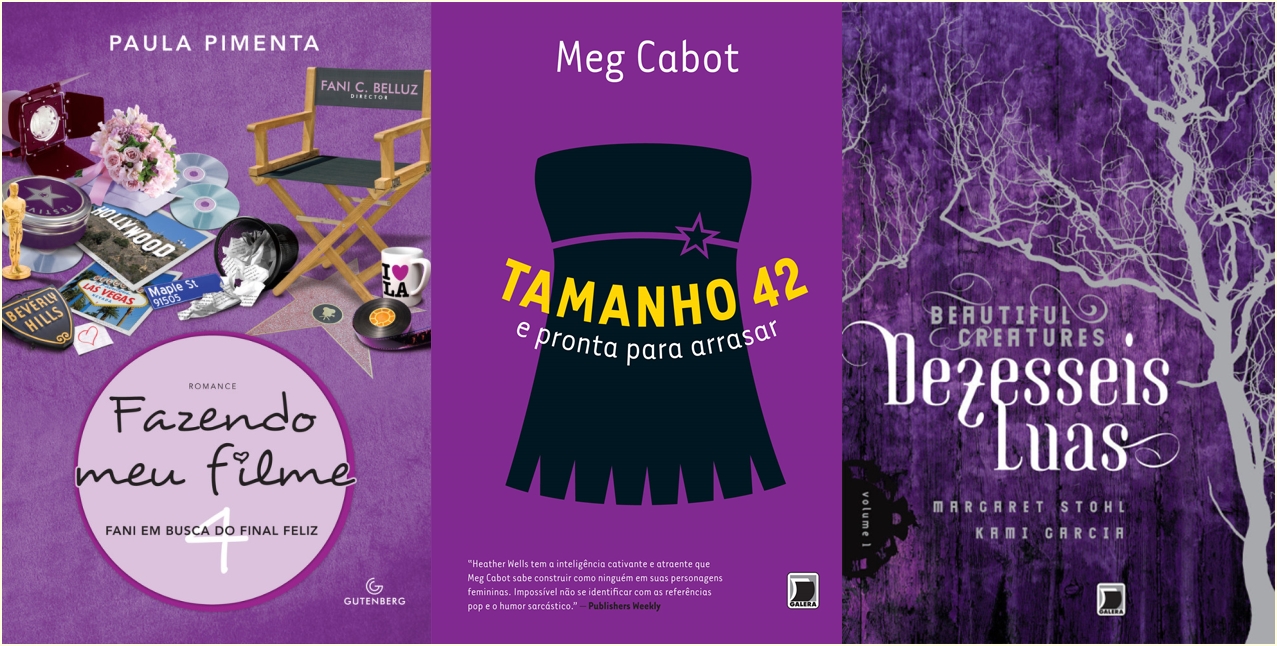 PAULA PIMENTA
FANI C. BELLUZ
DIRECTOR
HOLLYWOOD
LAS VEGAS
NEVADA
Maple St
91505
BEVERLY
HILLS
I ♥
LA
ROMANCE
Fazendo
meu filme
4
FANI EM BUSCA DO FINAL FELIZ
GUTENBERG
Meg Cabot
TAMANHO 42
e pronta para arrasar
"Heather Wells tem a inteligência cativante e atraente que
Meg Cabot sabe construir como ninguém em suas personagens
femininas. Impossível não se identificar com as referências
pop e o humor sarcástico." — Publishers Weekly
GALERA
BEAUTIFUL
CREATURES
Dezesseis
Luas
MARGARET STOHL
KAMI GARCIA
volume 1
GALERA